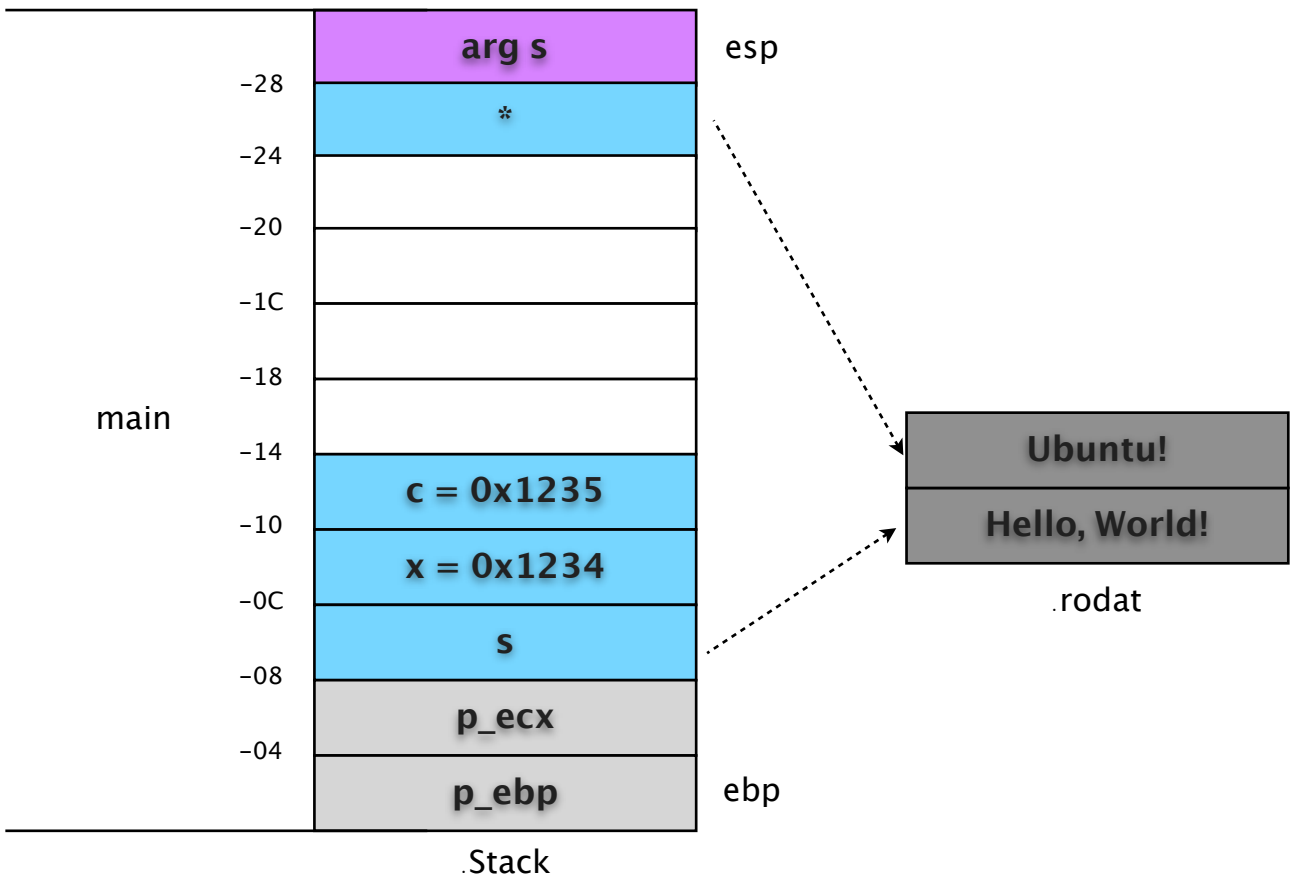 arg s
esp
-28
*
-24
-20
-1C
-18
main
-14
Ubuntu!
c = 0x1235
-10
Hello, World!
x = 0x1234
-0C
.rodat
s
-08
p_ecx
-04
p_ebp
ebp
.Stack